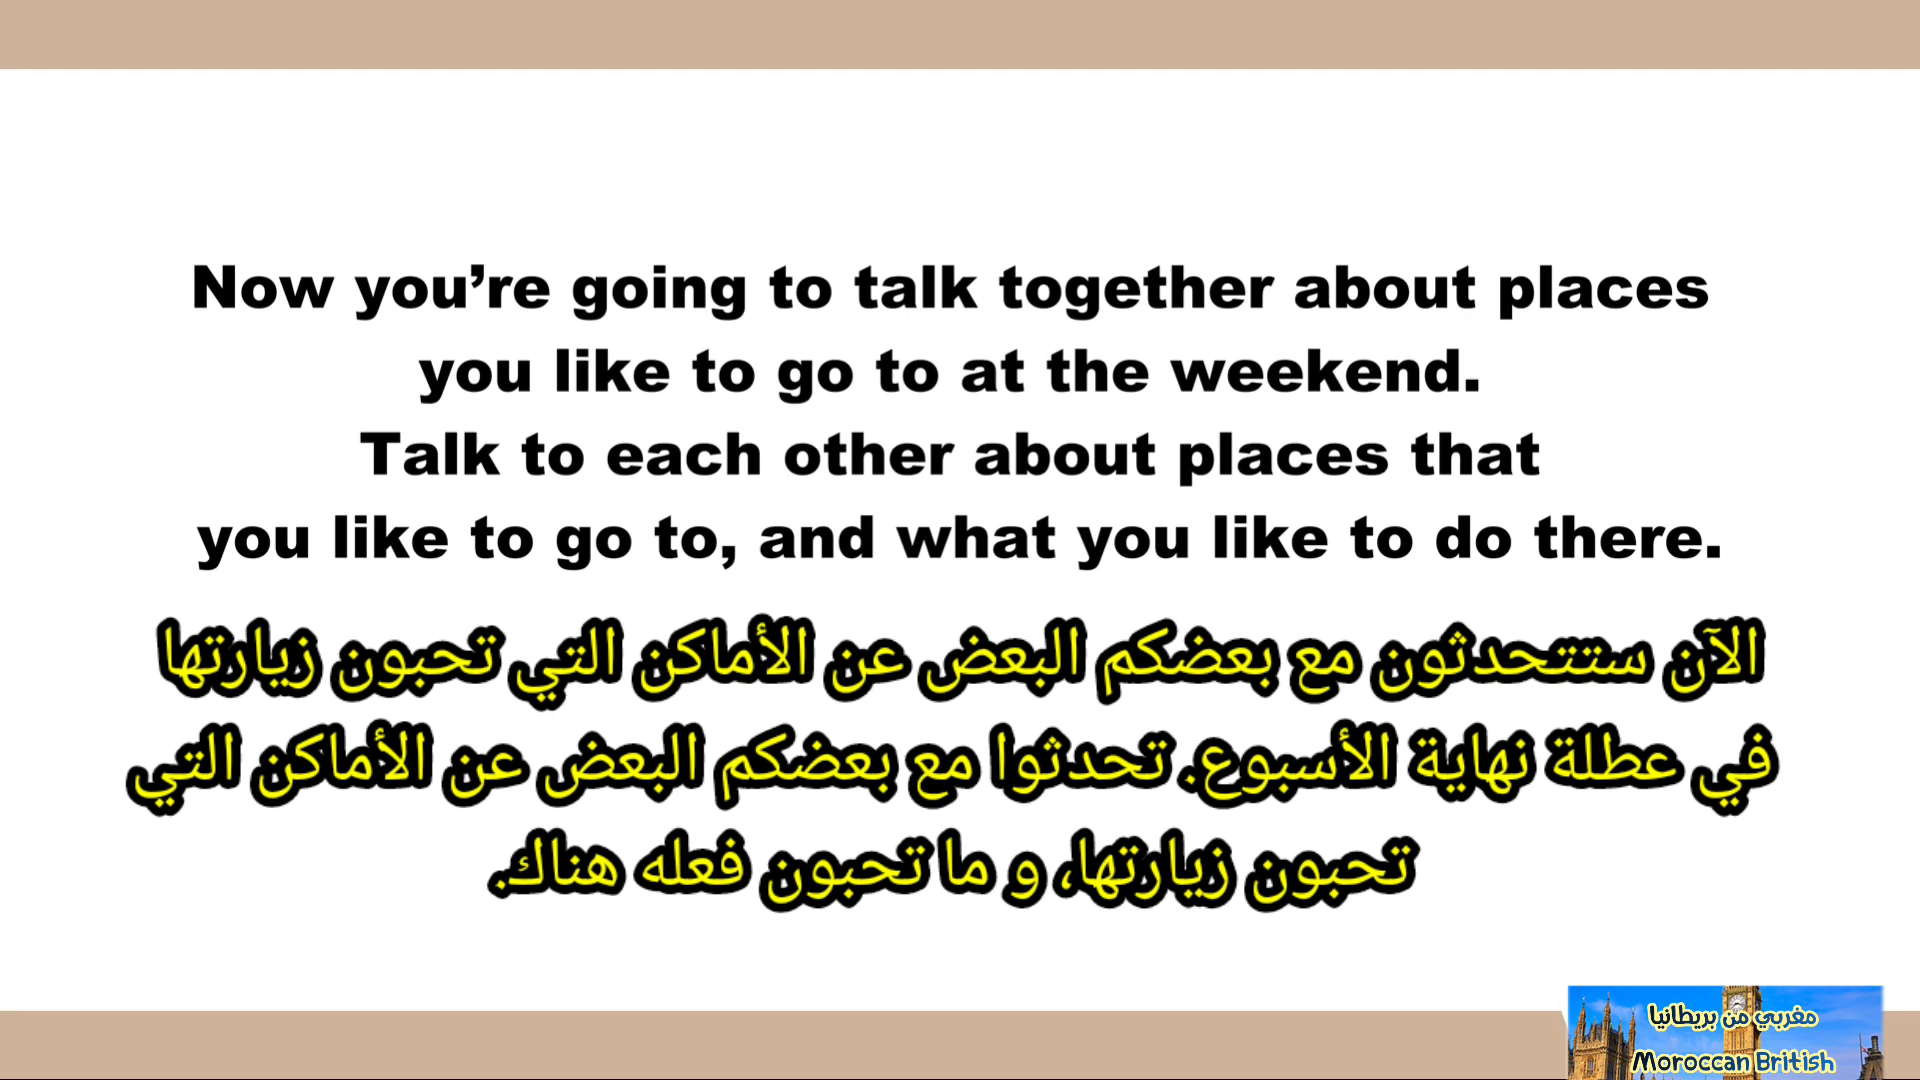 Now you’re going to talk together about places
you like to go to at the weekend.
Talk to each other about places that
you like to go to, and what you like to do there.
الآن ستتحدثون مع بعضكم البعض عن الأماكن التي تحبون زيارتها
في عطلة نهاية الأسبوع. تحدثوا مع بعضكم البعض عن الأماكن التي
تحبون زيارتها، و ما تحبون فعله هناك.
مغربي من بريطانيا
Moroccan British